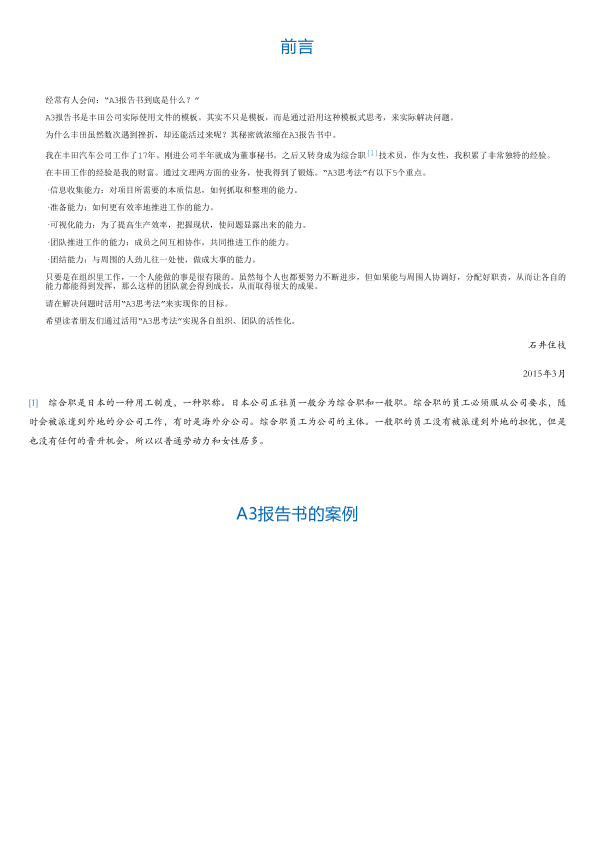 前言
经常有人会问：“A3报告书到底是什么？”
A3报告书是丰田公司实际使用文件的模板。其实不只是模板，而是通过沿用这种模板式思考，来实际解决问题。
为什么丰田虽然数次遇到挫折，却还能活过来呢？其秘密就浓缩在A3报告书中。
我在丰田汽车公司工作了17年。刚进公司半年就成为董事秘书，之后又转身成为综合职[1]技术员，作为女性，我积累了非常独特的经验。
在丰田工作的经验是我的财富。通过文理两方面的业务，使我得到了锻炼。“A3思考法”有以下5个重点。
·信息收集能力：对项目所需要的本质信息，如何抓取和整理的能力。
·准备能力：如何更有效率地推进工作的能力。
·可视化能力：为了提高生产效率，把握现状，使问题显露出来的能力。
·团队推进工作的能力：成员之间互相协作，共同推进工作的能力。
·团结能力：与周围的人劲儿往一处使，做成大事的能力。
只要是在组织里工作，一个人能做的事是很有限的。虽然每个人也都要努力不断进步，但如果能与周围人协调好，分配好职责，从而让各自的
能力都能得到发挥，那么这样的团队就会得到成长，从而取得很大的成果。
请在解决问题时活用“A3思考法”来实现你的目标。
希望读者朋友们通过活用“A3思考法”实现各自组织、团队的活性化。
石井住枝
2015年3月
[1] 综合职是日本的一种用工制度，一种职称。日本公司正社员一般分为综合职和一般职。综合职的员工必须服从公司要求，随
时会被派遣到外地的分公司工作，有时是海外分公司。综合职员工为公司的主体。一般职的员工没有被派遣到外地的担忧，但是
也没有任何的晋升机会。所以以普通劳动力和女性居多。
A3报告书的案例